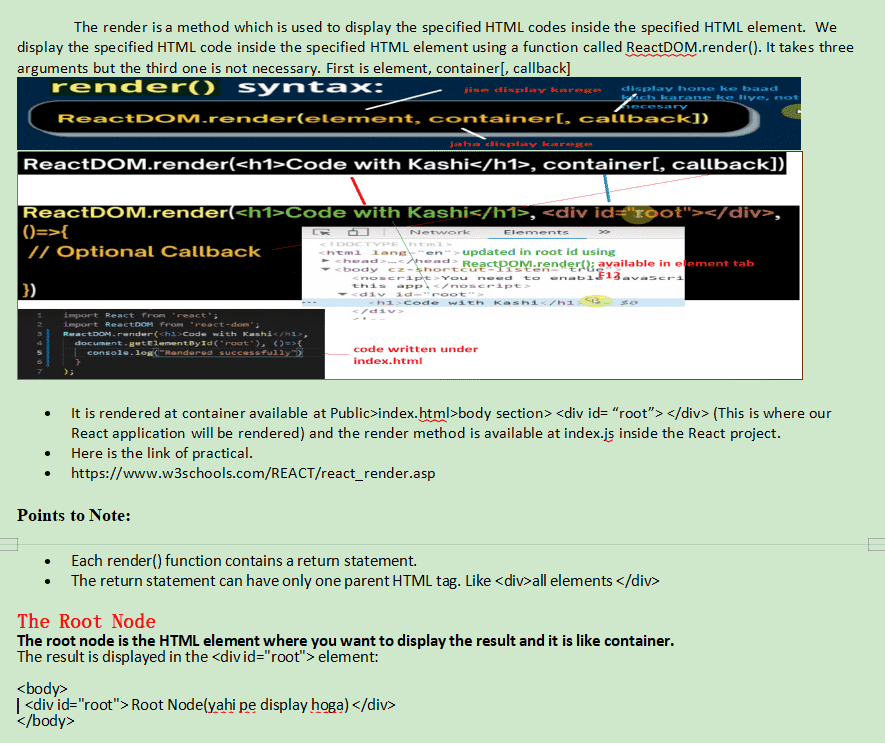 The render is a method which is used to display the specified HTML codes inside the specified HTML element. We
display the specified HTML code inside the specified HTML element using a function called ReactDOM.render(). It takes three
arguments but the third one is not necessary. First is element, container[, callback]
render() syntax:
jise display karege
display hone ke baad
kuch karane ke liye, not
necesary
ReactDOM.render(element, container[, callback])
jaha display karege
ReactDOM.render(<h1>Code with Kashi</h1>, container[, callback])
ReactDOM.render(<h1>Code with Kashi</h1>, <div id="root"></div>,
()=>{
// Optional Callback
})
Network Elements »
<!DOCTYPE html>
<html lang="en">
updated in root id using
<head>…</head>
ReactDOM.render(); available in element tab
F12
<body cz-shortcut-listen="true">
<noscript>You need to enable JavaScri
this app.</noscript>
<div id="root">
<h1>Code with Kashi</h1> $0
</div>
1 import React from 'react';
2 import ReactDOM from 'react-dom';
3 ReactDOM.render(<h1>Code with Kashi</h1>,
4 document.getElementById('root'), ()=>{
5 console.log("Rendered successfully")
6 }
7 );
code written under
index.html
• It is rendered at container available at Public>index.html>body section> <div id= “root”> </div> (This is where our
React application will be rendered) and the render method is available at index.js inside the React project.
• Here is the link of practical.
• https://www.w3schools.com/REACT/react_render.asp
Points to Note:
• Each render() function contains a return statement.
• The return statement can have only one parent HTML tag. Like <div>all elements </div>
The Root Node
The root node is the HTML element where you want to display the result and it is like container.
The result is displayed in the <div id="root"> element:
<body>
<div id="root"> Root Node(yahi pe display hoga) </div>
</body>